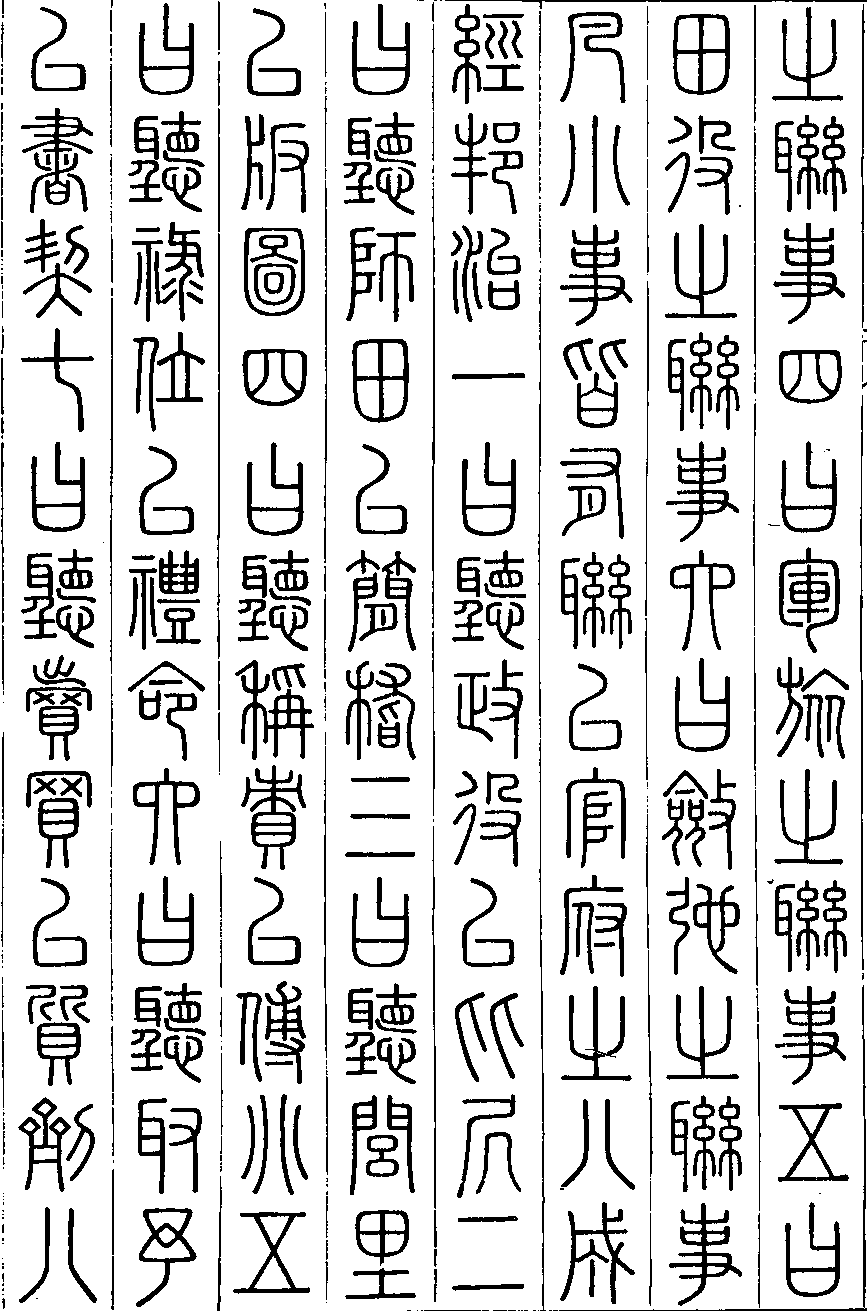 之聯事四曰軍旅之聯事五曰
田役之聯事六曰斂弛之聯事
凡小事皆有聯以官府之八成
經邦治一曰聽政役以比居二
曰聽師田以簡稽三曰聽閭里
以版圖四曰聽稱責以傅別五
曰聽祿位以禮命六曰聽取予
以書契七曰聽賣買以質劑八